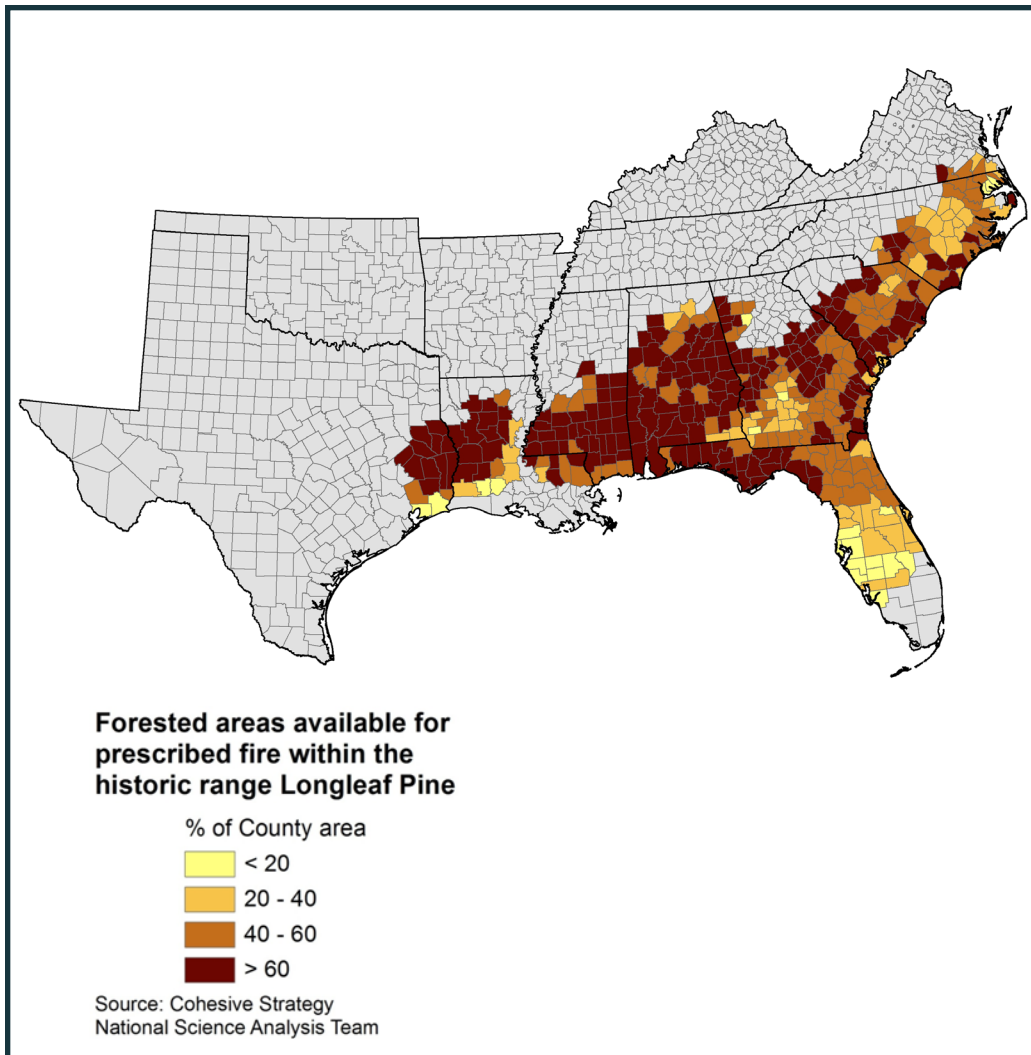 Forested areas available for
prescribed fire within the
historic range Longleaf Pine
% of County area
< 20
20 - 40
40 - 60
> 60
Source: Cohesive Strategy
National Science Analysis Team